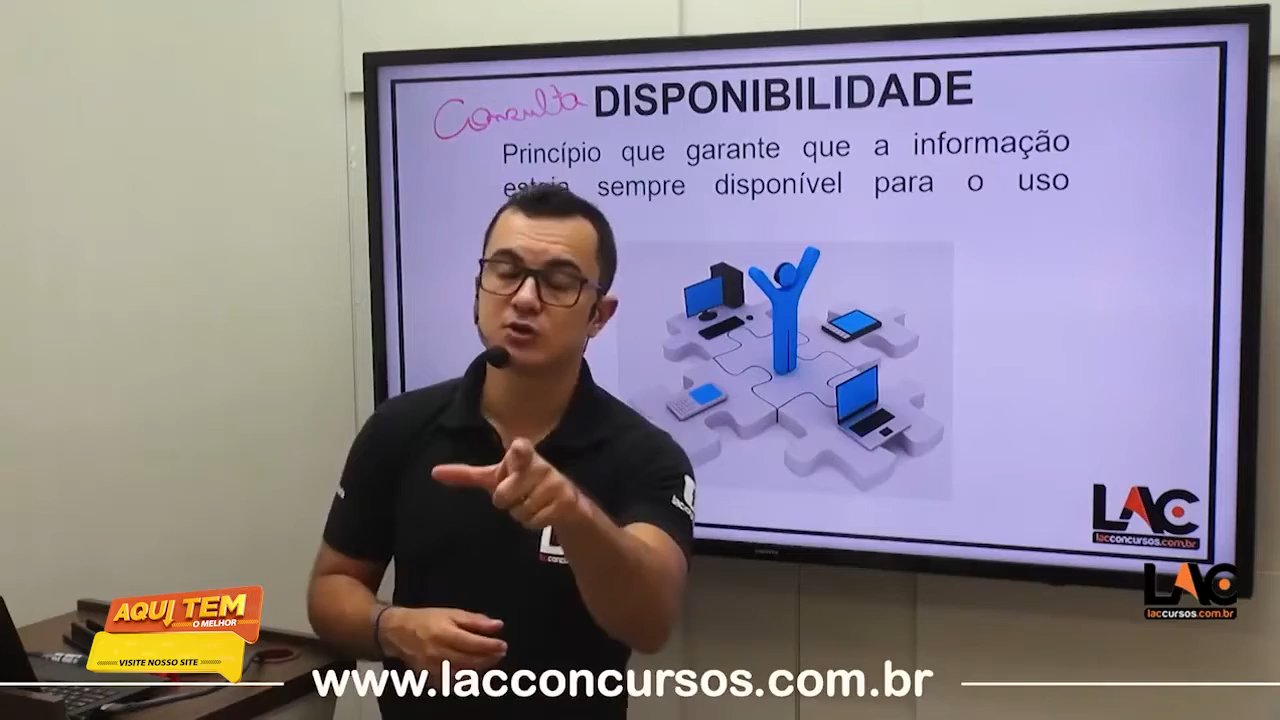 Consulta DISPONIBILIDADE
Princípio que garante que a informação
esteja sempre disponível para o uso
LAC
lacconcursos.com.br
LAC
laccursos.com.br
AQUI TEM
O MELHOR
VISITE NOSSO SITE
www.lacconcursos.com.br